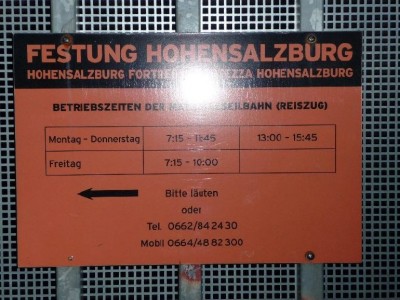 FESTUNG HOHENSALZBURG
HOHENSALZBURG HOHENSALZBURG
BETRIEBSZEITEN DER (REISZUG)
Montag - Donnerstag 7:15 - 11:45 13:00 - 15:45
Freitag 7:15 - 10:00
Bitte läuten
oder
Tel. 0662/84 24 30
Mobil 0664/48 82 300